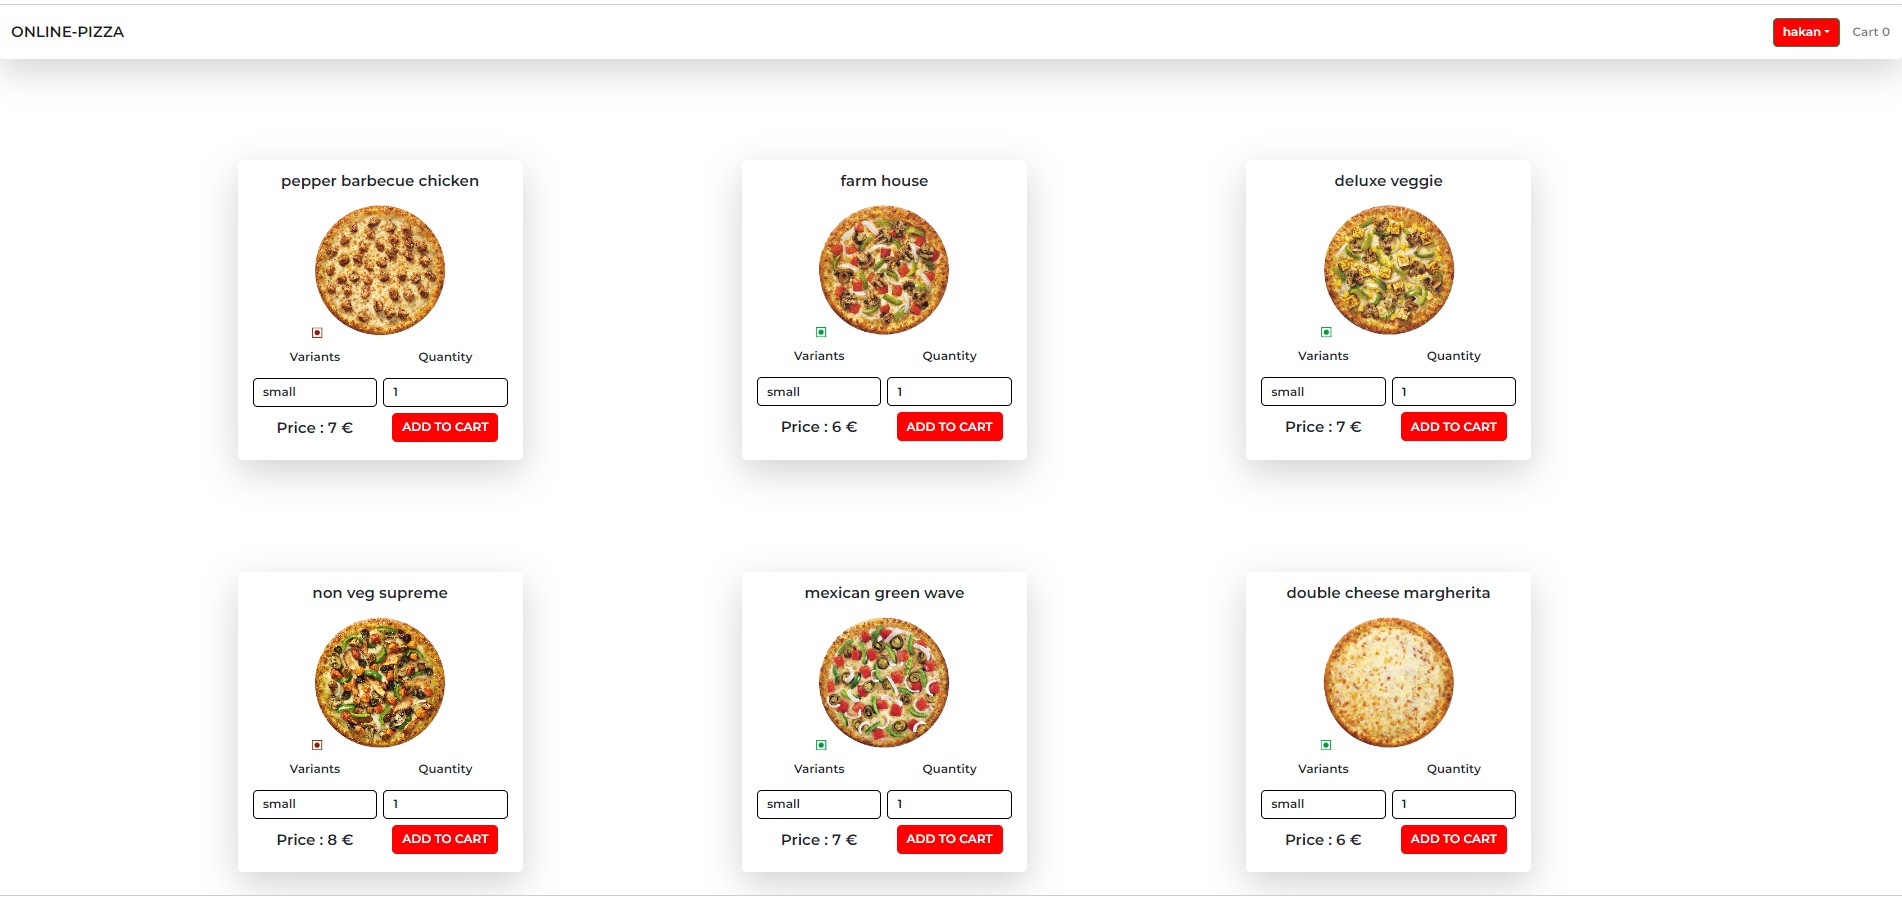 ONLINE-PIZZA
hakan
Cart 0
pepper barbecue chicken
Variants Quantity
small 1
Price : 7 € ADD TO CART
farm house
Variants Quantity
small 1
Price : 6 € ADD TO CART
deluxe veggie
Variants Quantity
small 1
Price : 7 € ADD TO CART
non veg supreme
Variants Quantity
small 1
Price : 8 € ADD TO CART
mexican green wave
Variants Quantity
small 1
Price : 7 € ADD TO CART
double cheese margherita
Variants Quantity
small 1
Price : 6 € ADD TO CART